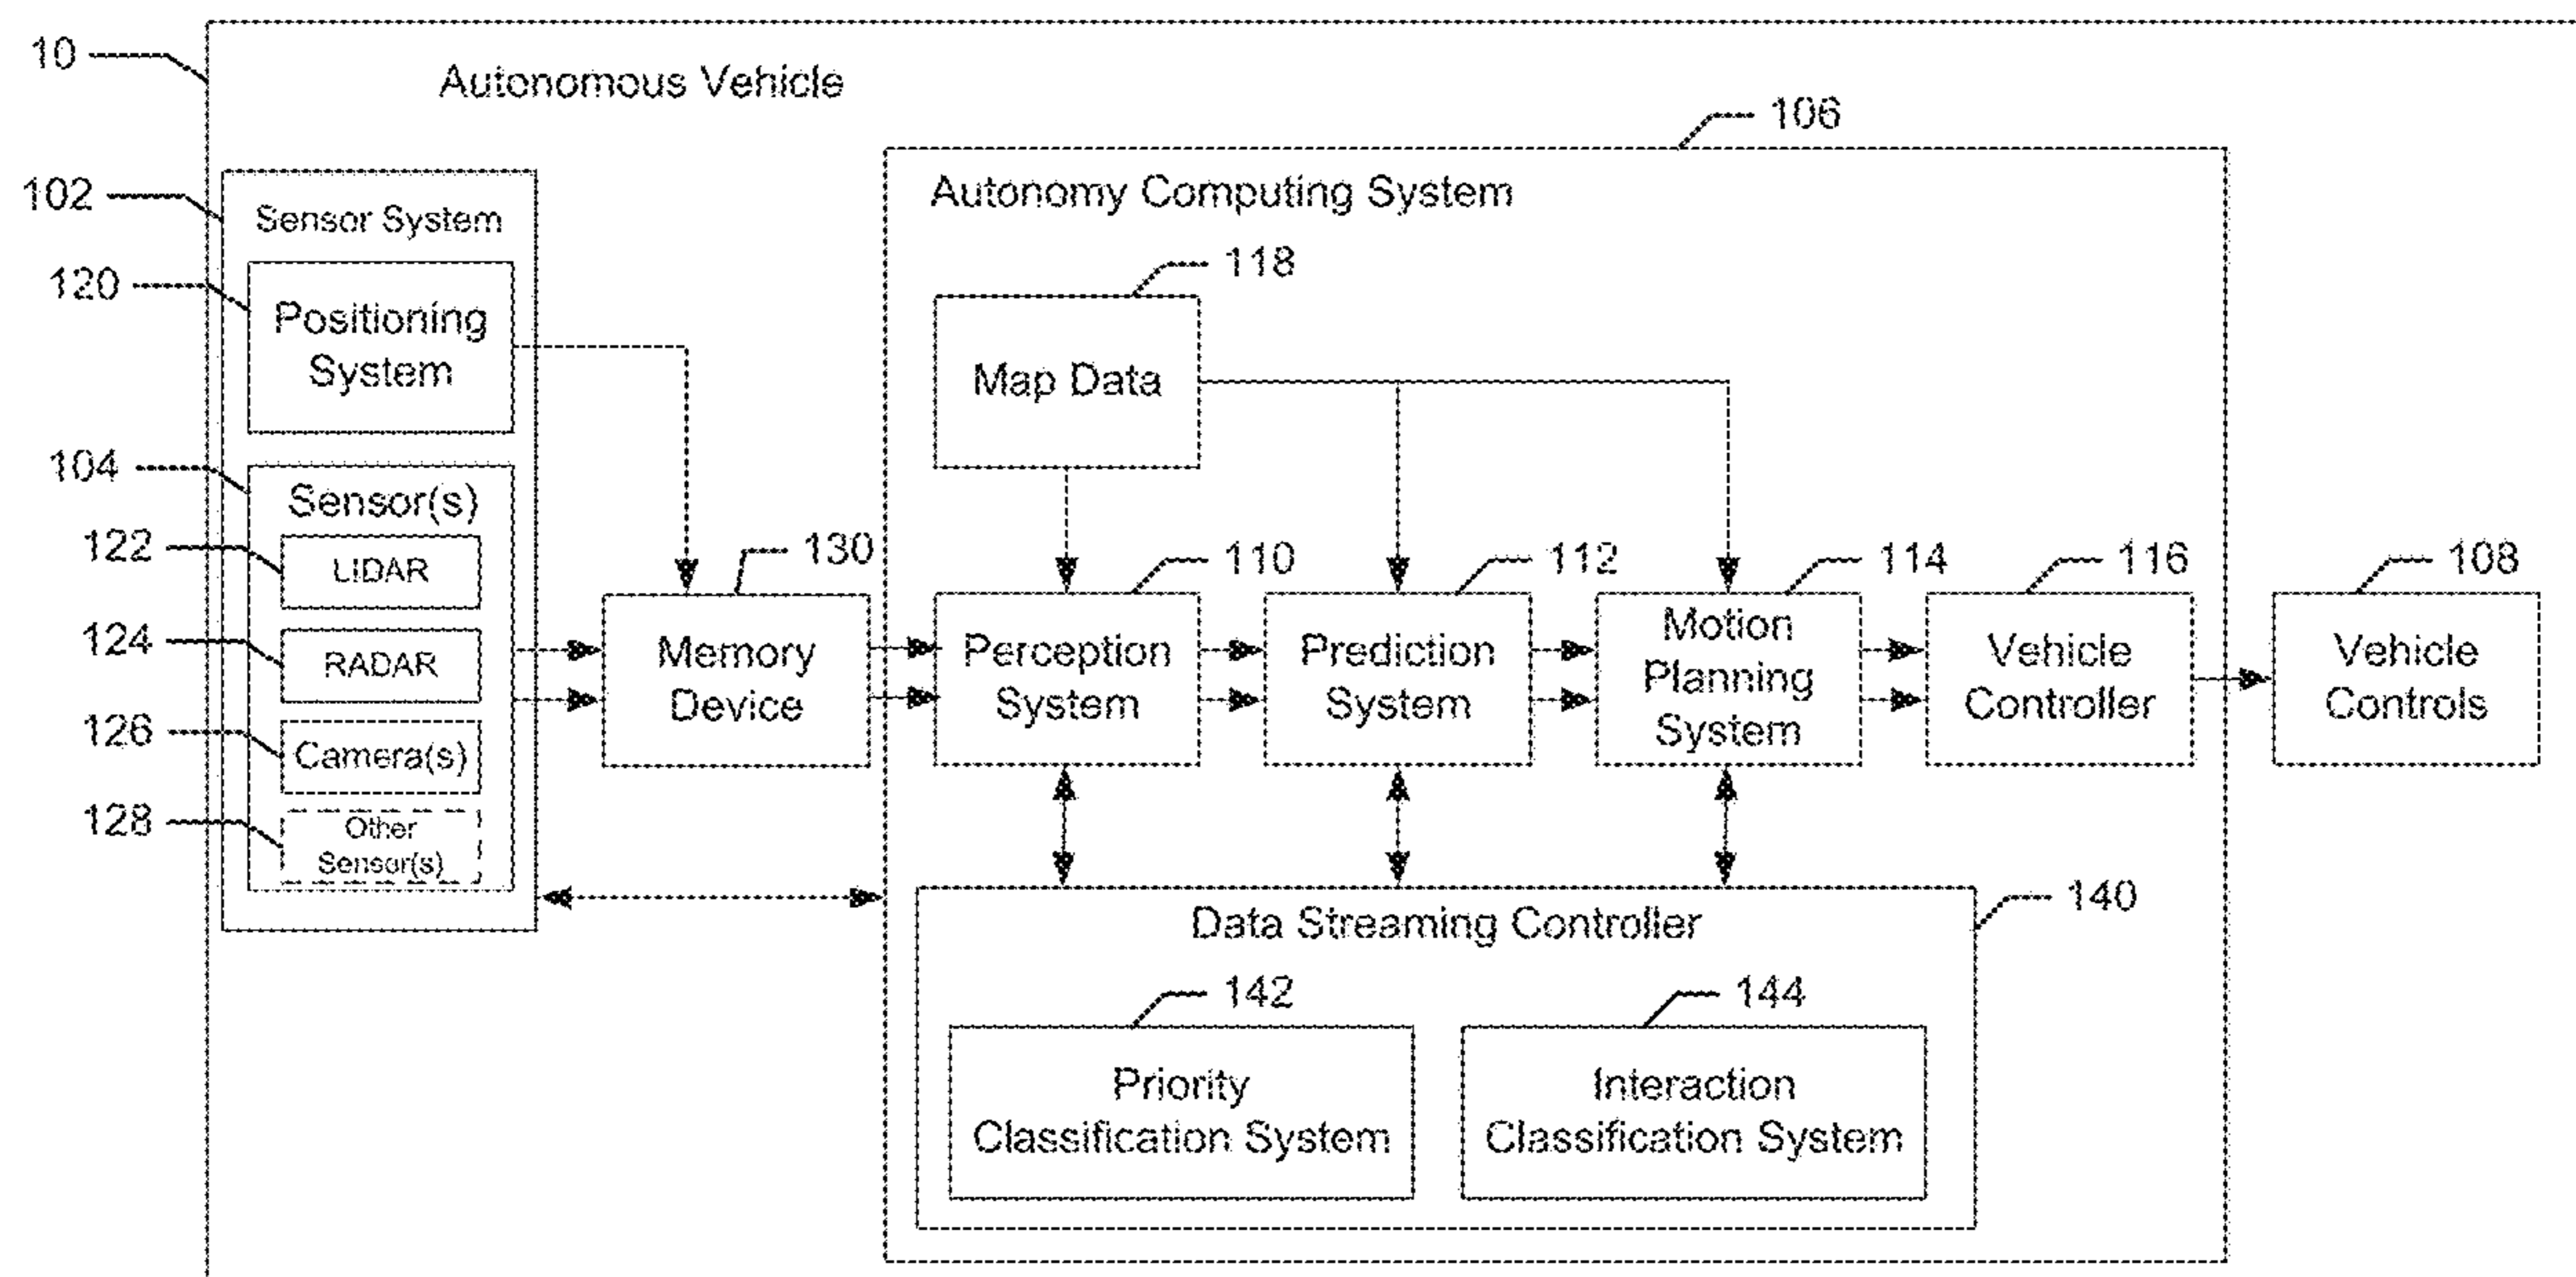 10
Autonomous Vehicle
106
102
Sensor System
Autonomy Computing System
120
Positioning
System
118
Map Data
104
Sensor(s)
122
LIDAR
124
RADAR
126
Camera(s)
128
Other
Sensor(s)
130
Memory
Device
110
Perception
System
112
Prediction
System
114
Motion
Planning
System
116
Vehicle
Controller
108
Vehicle
Controls
140
Data Streaming Controller
142
Priority
Classification System
144
Interaction
Classification System